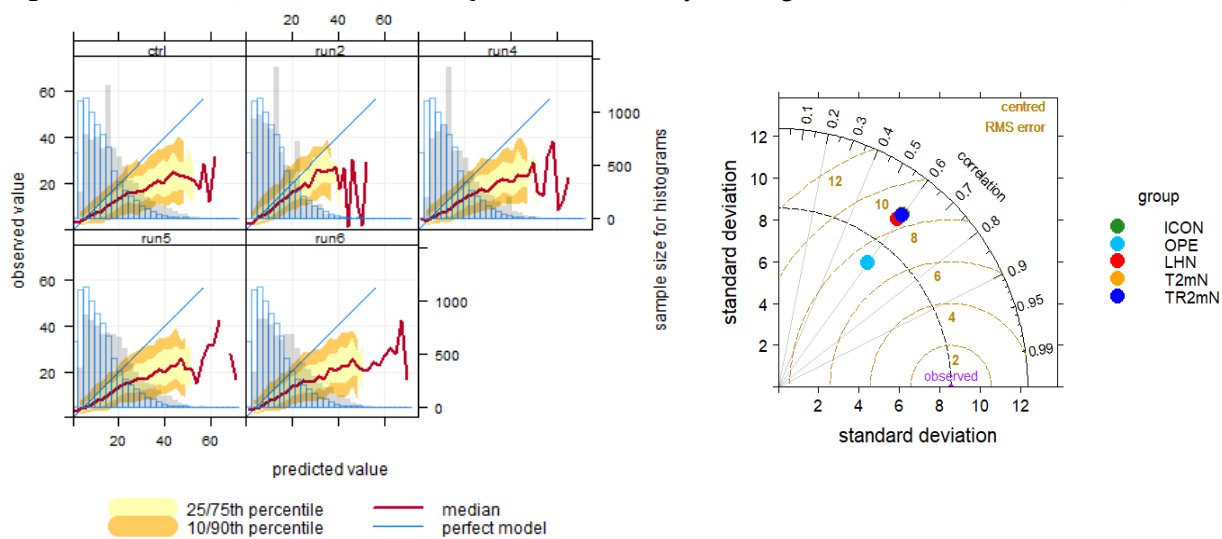 20 40 60
ctrl run2 run4
60
40
20
1000
500
0
run5 run6
60
40
20
1000
500
0
20 40 60
20 40 60
observed value
sample size for histograms
predicted value
25/75th percentile
10/90th percentile
median
perfect model
centred
RMS error
0.1
0.2
0.3
0.4
0.5
0.6
0.7
0.8
0.9
0.95
0.99
correlation
12
10
8
6
4
2
12
10
8
6
4
2
observed
2 4 6 8 10 12
standard deviation
standard deviation
group
ICON
OPE
LHN
T2mN
TR2mN